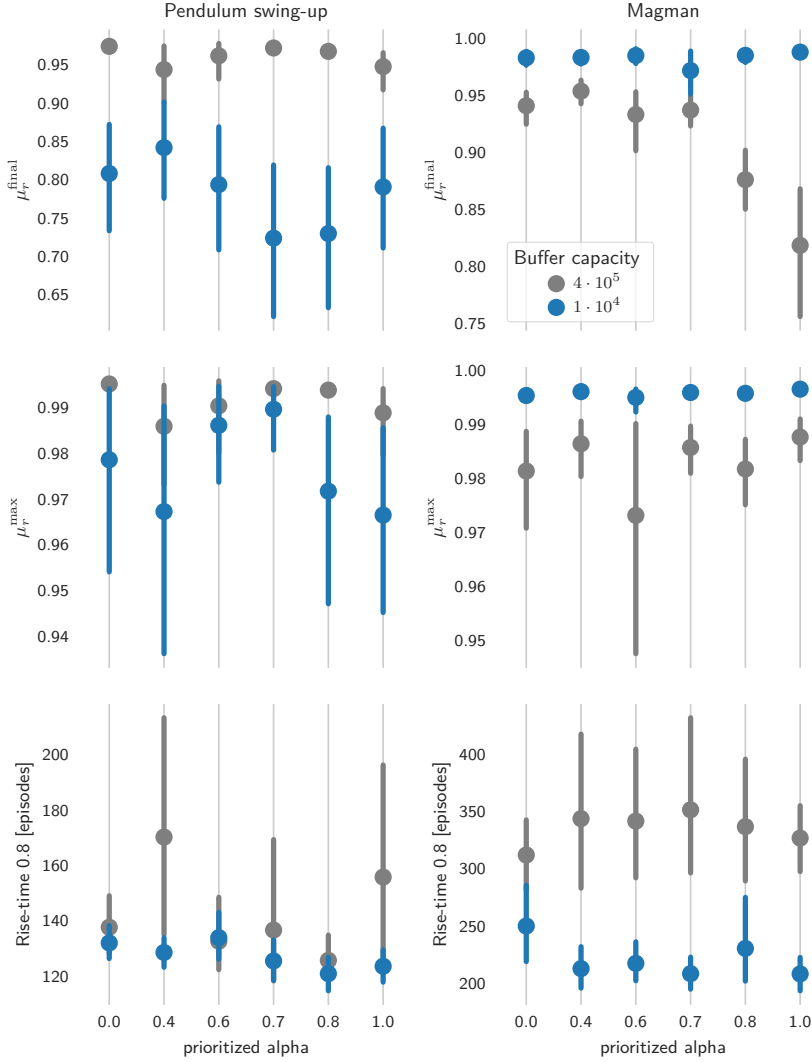 Pendulum swing-up
Magman
0.95
0.90
0.85
0.80
0.75
0.70
0.65
μ_r^final
1.00
0.95
0.90
0.85
0.80
0.75
μ_r^final
Buffer capacity
4 · 10^5
1 · 10^4
0.99
0.98
0.97
0.96
0.95
0.94
μ_r^max
1.00
0.99
0.98
0.97
0.96
0.95
μ_r^max
200
180
160
140
120
Rise-time 0.8 [episodes]
0.0 0.4 0.6 0.7 0.8 1.0
prioritized alpha
400
350
300
250
200
Rise-time 0.8 [episodes]
0.0 0.4 0.6 0.7 0.8 1.0
prioritized alpha